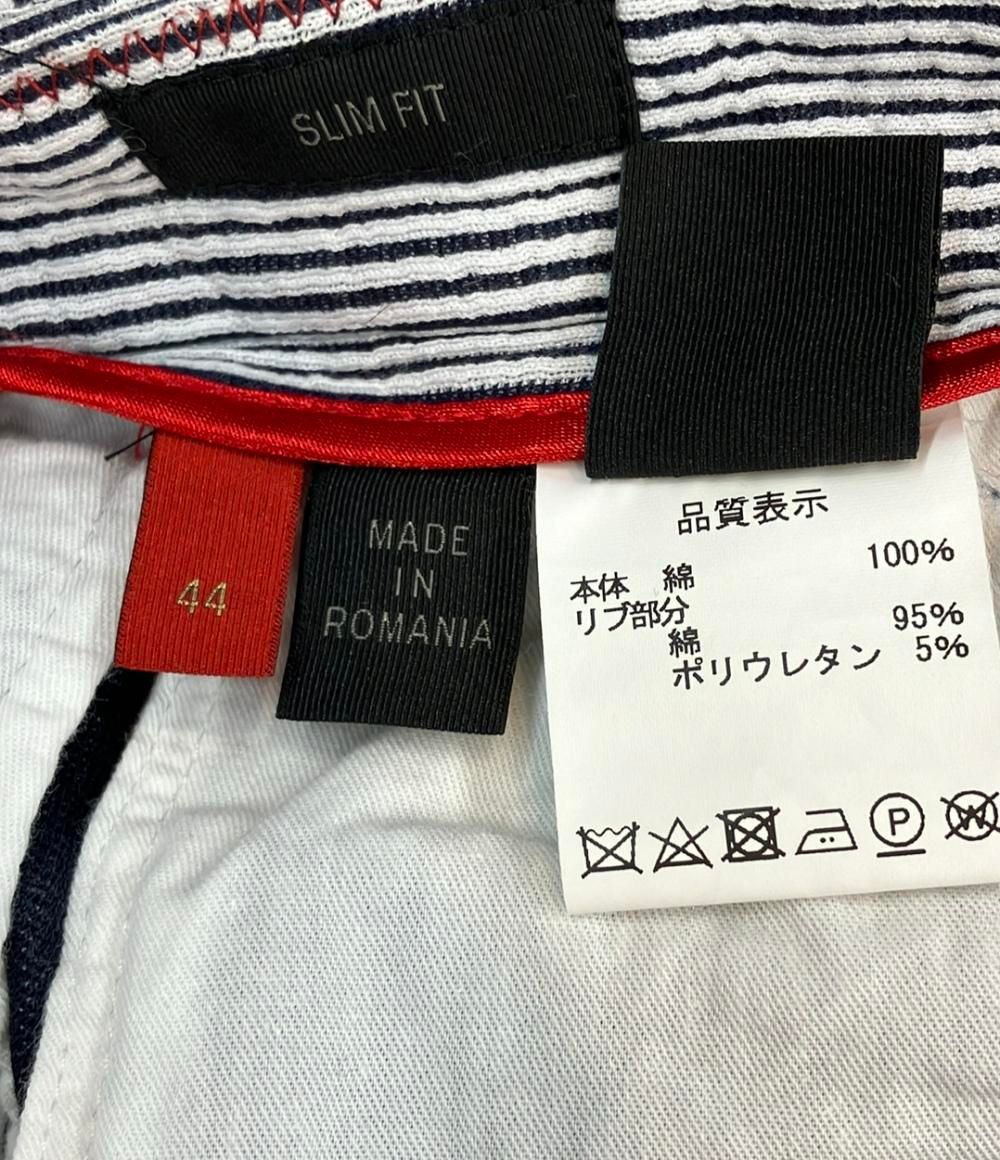 SLIM FIT
44
MADE
IN
ROMANIA
品質表示
本体 綿 100%
リブ部分
綿 95%
ポリウレタン 5%
P
W